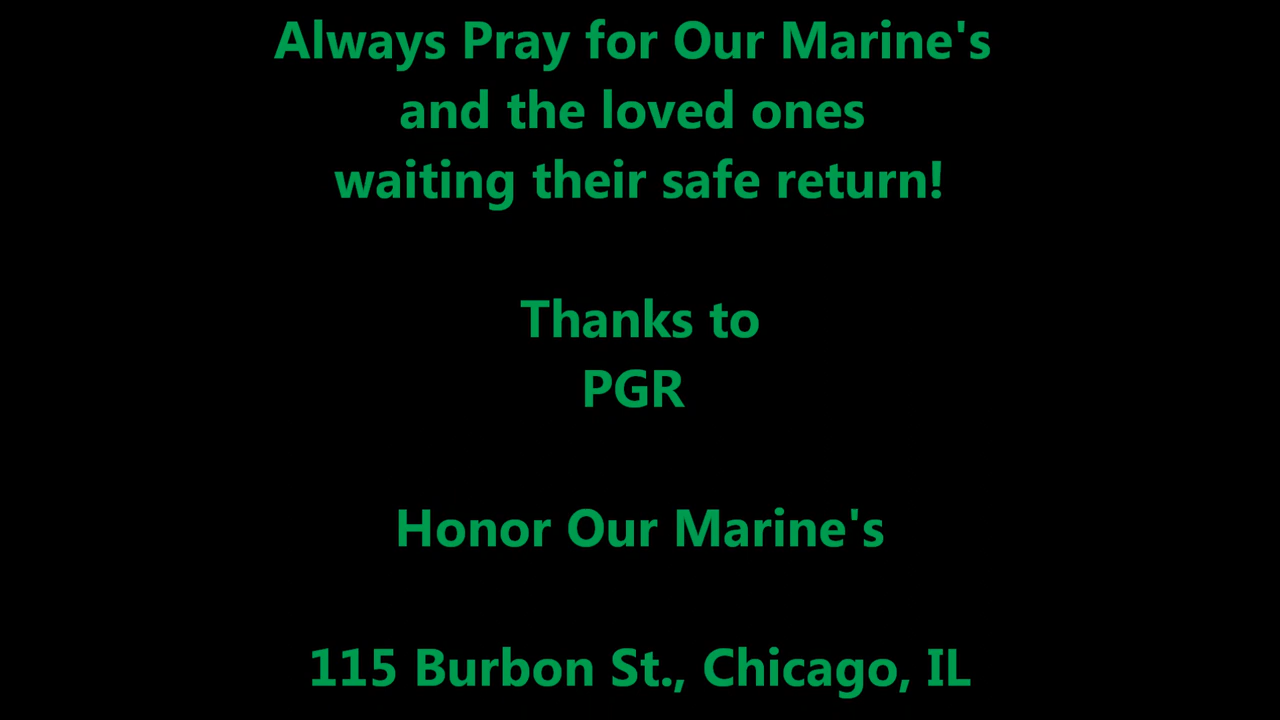 Always Pray for Our Marine's
and the loved ones
waiting their safe return!
Thanks to
PGR
Honor Our Marine's
115 Burbon St., Chicago, IL